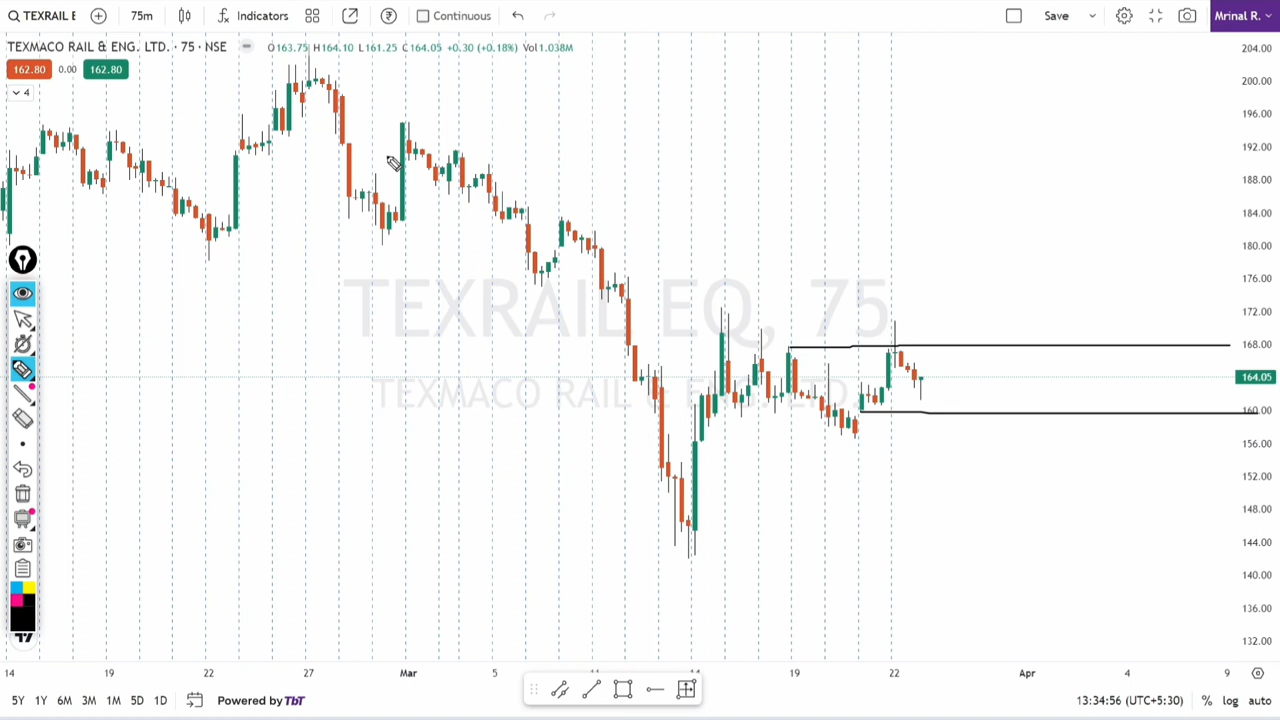 TEXRAIL E
75m
Indicators
Continuous
Save
Mrinal R.
TEXMACO RAIL & ENG. LTD. · 75 · NSE
O163.75 H164.10 L161.25 C164.05 +0.30 (+0.18%) Vol1.038M
162.80 0.00 162.80
4
TEXRAIL EQ, 75
TEXMACO RAIL & ENG. LTD.
204.00
200.00
196.00
192.00
188.00
184.00
180.00
176.00
172.00
168.00
164.05
160.00
156.00
152.00
148.00
144.00
140.00
136.00
132.00
14 19 22 27 Mar 5 11 14 19 22 Apr 4 9
5Y 1Y 6M 3M 1M 5D 1D
Powered by TbT
13:34:56 (UTC+5:30) % log auto